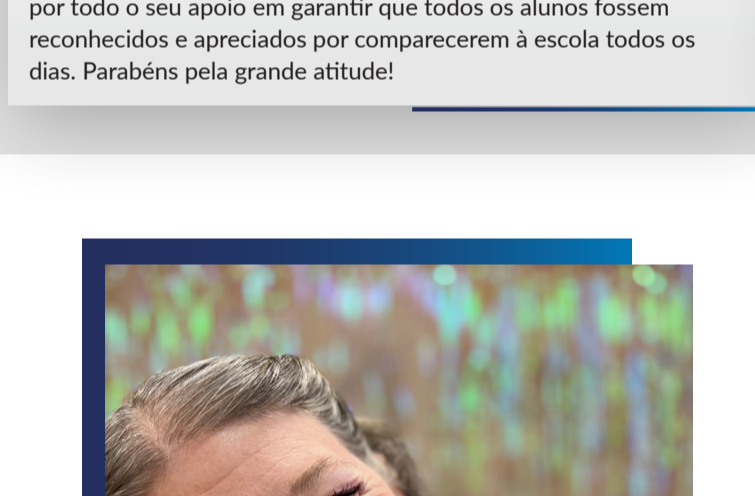 por todo o seu apoio em garantir que todos os alunos fossem
reconhecidos e apreciados por comparecerem à escola todos os
dias. Parabéns pela grande atitude!